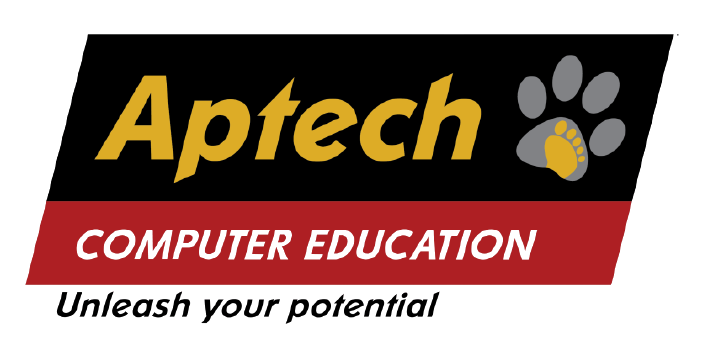 Aptech
COMPUTER EDUCATION
Unleash your potential